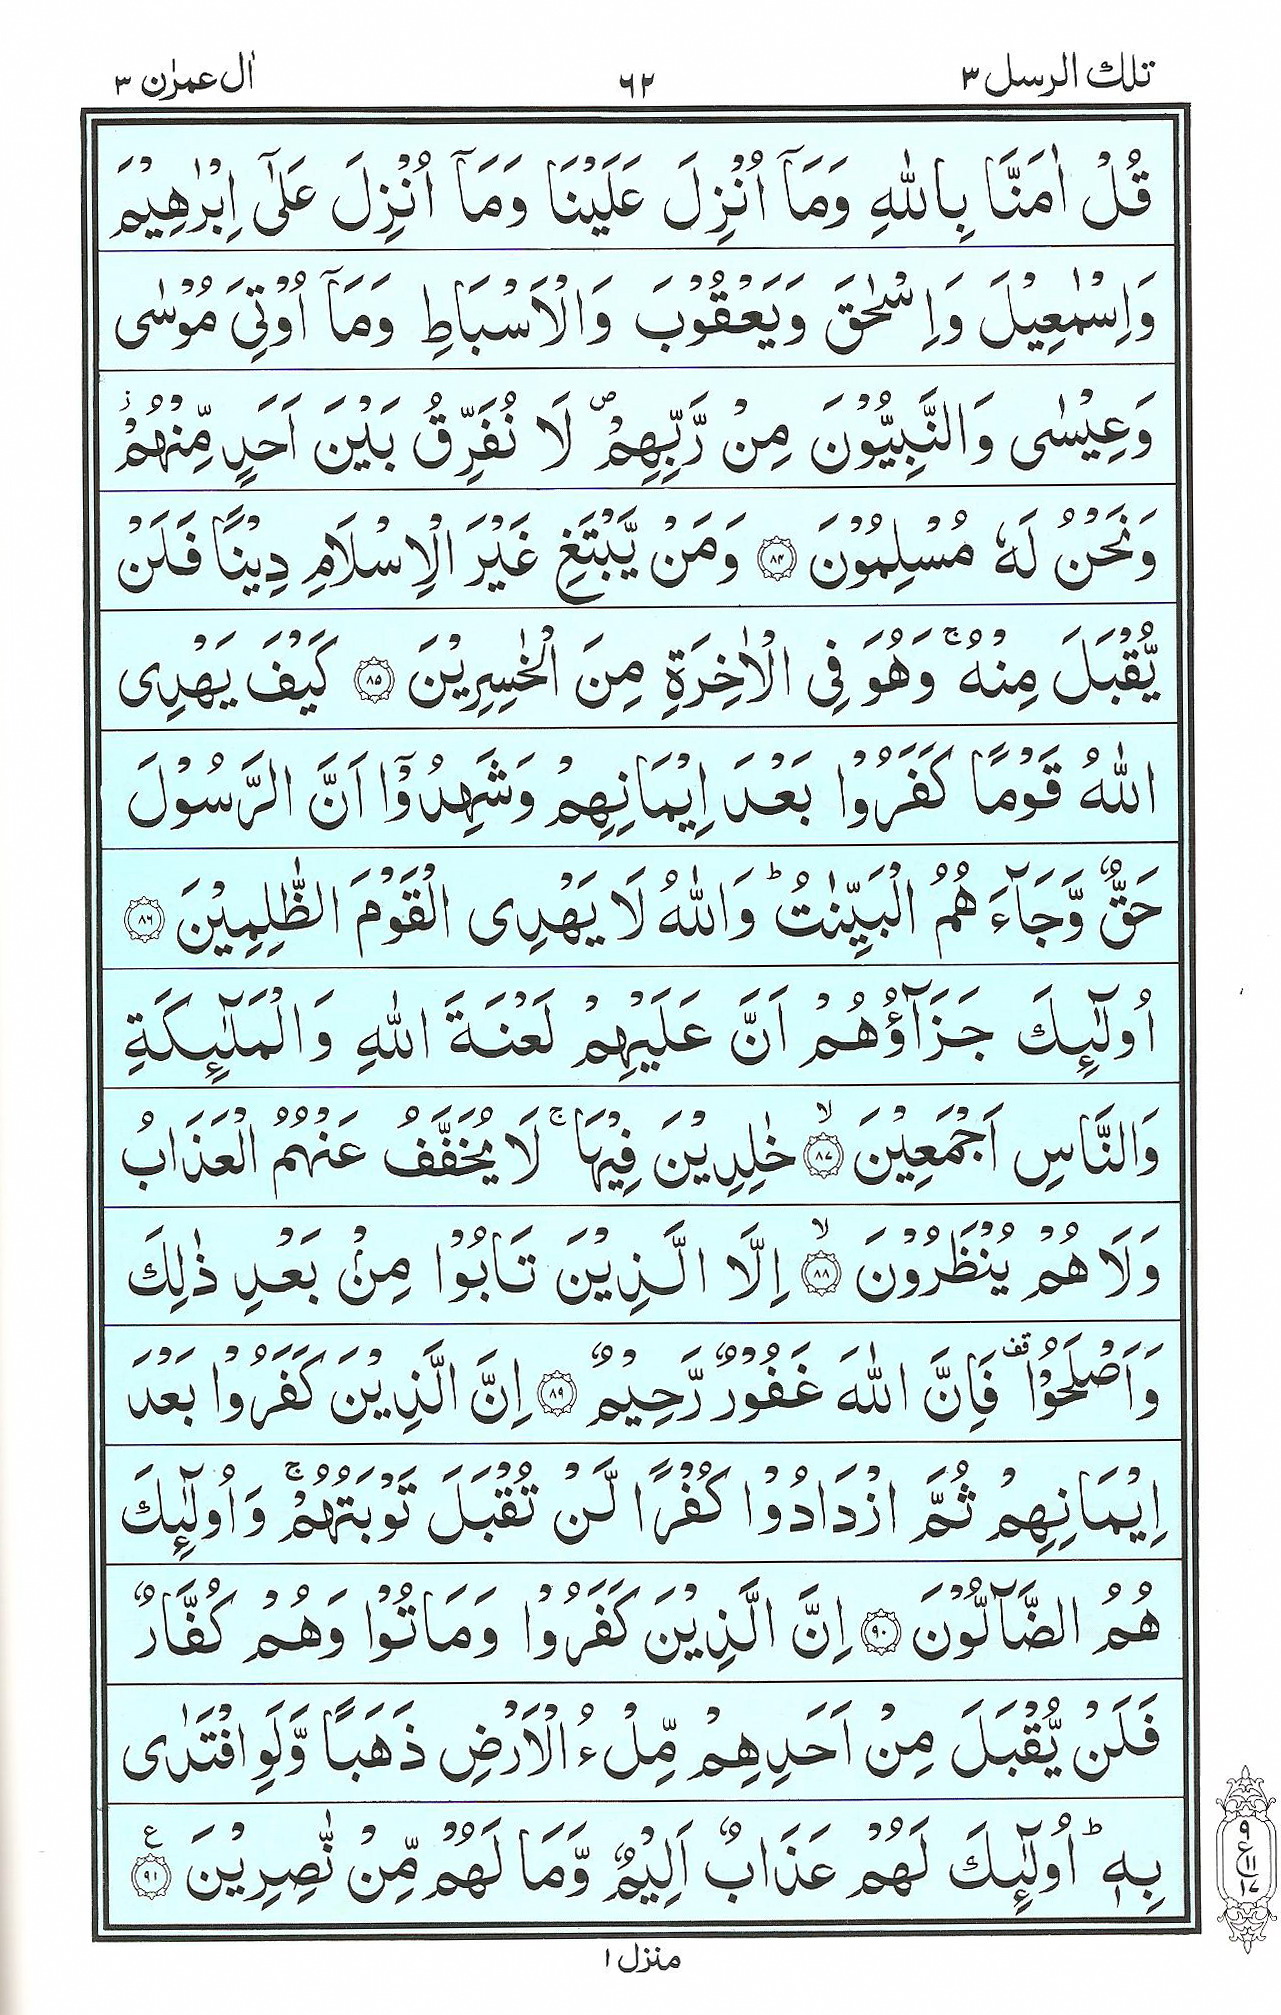 تلك الرسل ٣
٦٢
اٰل عمرٰن ٣
قُلْ اٰمَنَّا بِاللّٰهِ وَمَآ اُنْزِلَ عَلَيْنَا وَمَآ اُنْزِلَ عَلٰٓى اِبْرٰهِيْمَ
وَاِسْمٰعِيْلَ وَاِسْحٰقَ وَيَعْقُوْبَ وَالْاَسْبَاطِ وَمَآ اُوْتِيَ مُوْسٰى
وَعِيْسٰى وَالنَّبِيُّوْنَ مِنْ رَّبِّهِمْ ۖ لَا نُفَرِّقُ بَيْنَ اَحَدٍ مِّنْهُمْ ۡ
وَنَحْنُ لَهٗ مُسْلِمُوْنَ ٨٤ وَمَنْ يَّبْتَغِ غَيْرَ الْاِسْلَامِ دِيْنًا فَلَنْ
يُّقْبَلَ مِنْهُ ۚ وَهُوَ فِى الْاٰخِرَةِ مِنَ الْخٰسِرِيْنَ ٨٥ كَيْفَ يَهْدِى
اللّٰهُ قَوْمًا كَفَرُوْا بَعْدَ اِيْمَانِهِمْ وَشَهِدُوْٓا اَنَّ الرَّسُوْلَ
حَقٌّ وَّجَآءَهُمُ الْبَيِّنٰتُ ؕ وَاللّٰهُ لَا يَهْدِى الْقَوْمَ الظّٰلِمِيْنَ ٨٦
اُولٰٓئِكَ جَزَآؤُهُمْ اَنَّ عَلَيْهِمْ لَعْنَةَ اللّٰهِ وَالْمَلٰٓئِكَةِ
وَالنَّاسِ اَجْمَعِيْنَ ۙ ٨٧ خٰلِدِيْنَ فِيْهَا ۚ لَا يُخَفَّفُ عَنْهُمُ الْعَذَابُ
وَلَا هُمْ يُنْظَرُوْنَ ۙ ٨٨ اِلَّا الَّذِيْنَ تَابُوْا مِنْۢ بَعْدِ ذٰلِكَ
وَاَصْلَحُوْا قف فَاِنَّ اللّٰهَ غَفُوْرٌ رَّحِيْمٌ ٨٩ اِنَّ الَّذِيْنَ كَفَرُوْا بَعْدَ
اِيْمَانِهِمْ ثُمَّ ازْدَادُوْا كُفْرًا لَّنْ تُقْبَلَ تَوْبَتُهُمْ ۚ وَاُولٰٓئِكَ
هُمُ الضَّآلُّوْنَ ٩٠ اِنَّ الَّذِيْنَ كَفَرُوْا وَمَاتُوْا وَهُمْ كُفَّارٌ
فَلَنْ يُّقْبَلَ مِنْ اَحَدِهِمْ مِّلْءُ الْاَرْضِ ذَهَبًا وَّلَوِ افْتَدٰى
بِهٖ ؕ اُولٰٓئِكَ لَهُمْ عَذَابٌ اَلِيْمٌ وَّمَا لَهُمْ مِّنْ نّٰصِرِيْنَ ٩١ ع
٩
ع ١١
١٧
منزل ١